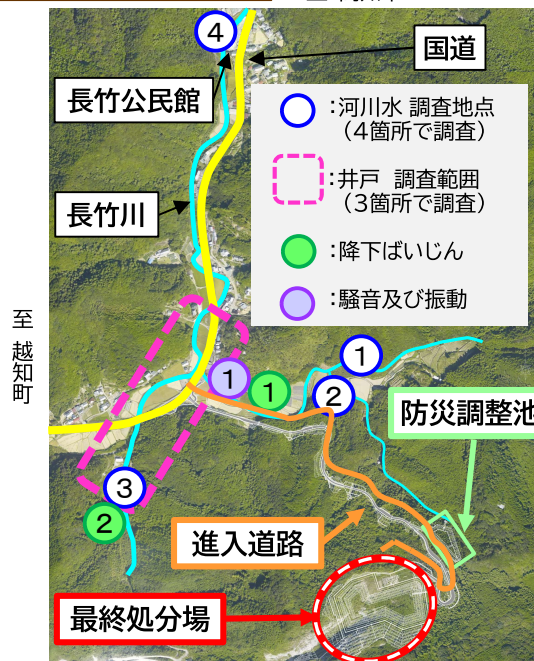 ④
国道
長竹公民館
：河川水 調査地点
（4箇所で調査）
：井戸 調査範囲
（3箇所で調査）
：降下ばいじん
：騒音及び振動
長竹川
至 越知町
①
①
①
②
防災調整池
③
②
進入道路
最終処分場